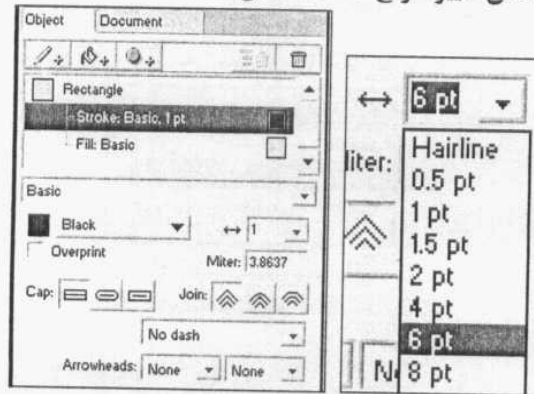 Object Document
Rectangle
Stroke: Basic, 1 pt
Fill: Basic
Basic
Black
1
Overprint
Miter: 3.8637
Cap:
Join:
No dash
Arrowheads: None None
6 pt
liter:
Hairline
0.5 pt
1 pt
1.5 pt
2 pt
4 pt
6 pt
8 pt